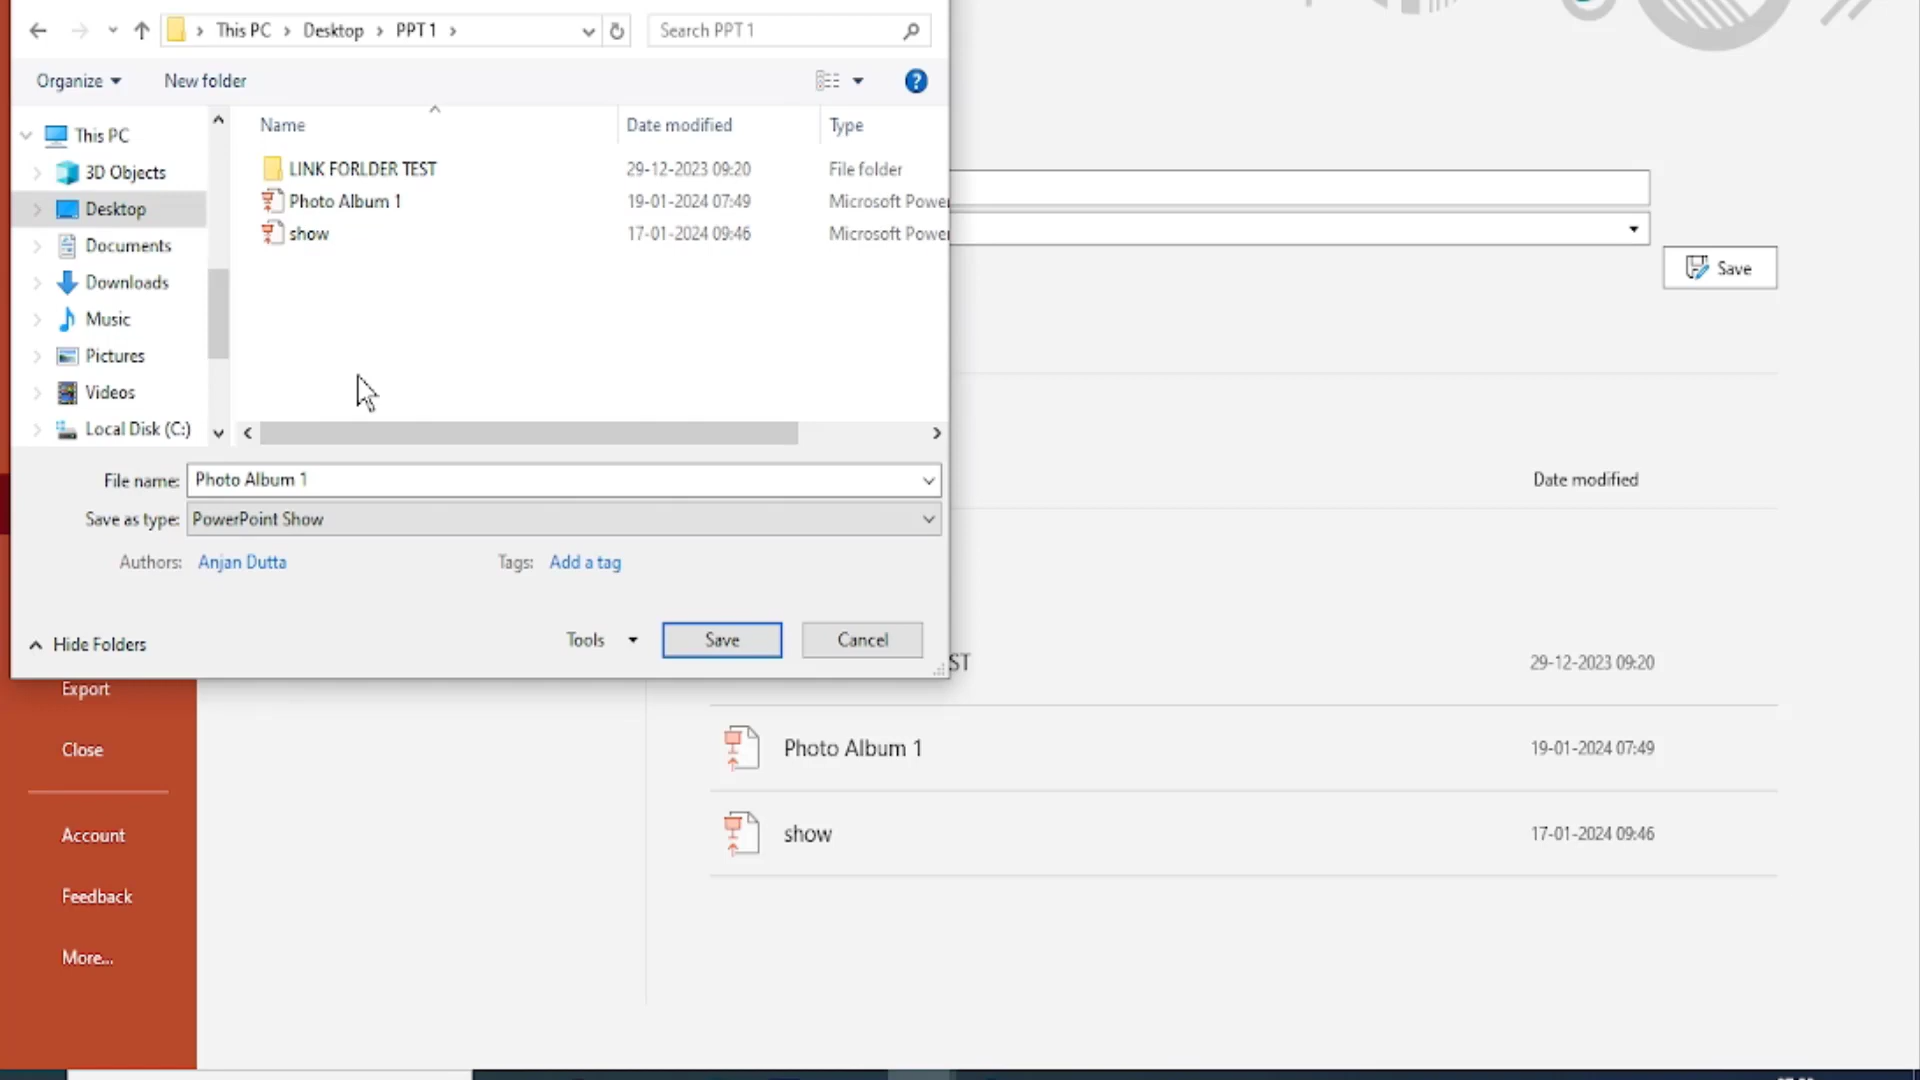 This PC > Desktop > PPT 1 >
Search PPT 1
Organize
New folder
?
Name
Date modified
Type
This PC
3D Objects
Desktop
Documents
Downloads
Music
Pictures
Videos
Local Disk (C:)
LINK FORLDER TEST 29-12-2023 09:20 File folder
Photo Album 1 19-01-2024 07:49 Microsoft Power
show 17-01-2024 09:46 Microsoft Power
Save
File name: Photo Album 1
Save as type: PowerPoint Show
Authors: Anjan Dutta Tags: Add a tag
Hide Folders
Tools
Save
Cancel
Date modified
ST 29-12-2023 09:20
Photo Album 1 19-01-2024 07:49
show 17-01-2024 09:46
Export
Close
Account
Feedback
More...